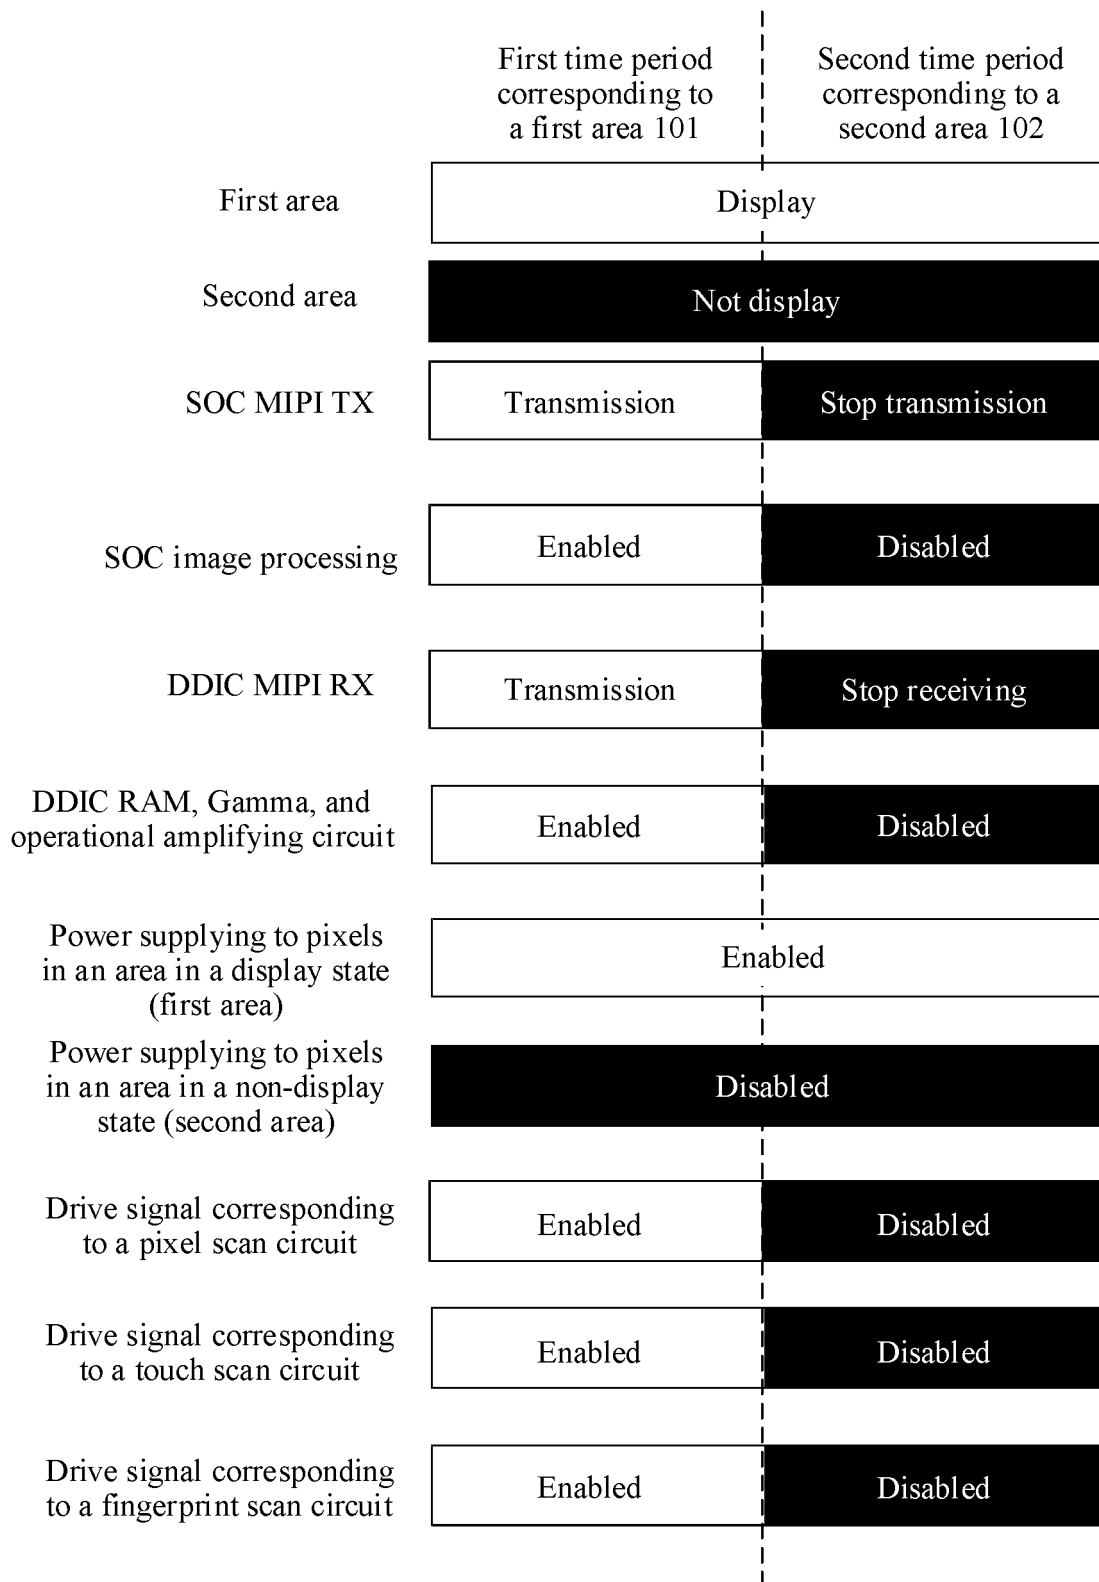 First time period
corresponding to
a first area 101
Second time period
corresponding to a
second area 102
First area
Display
Second area
Not display
SOC MIPI TX
Transmission
Stop transmission
SOC image processing
Enabled
Disabled
DDIC MIPI RX
Transmission
Stop receiving
DDIC RAM, Gamma, and
operational amplifying circuit
Enabled
Disabled
Power supplying to pixels
in an area in a display state
(first area)
Enabled
Power supplying to pixels
in an area in a non-display
state (second area)
Disabled
Drive signal corresponding
to a pixel scan circuit
Enabled
Disabled
Drive signal corresponding
to a touch scan circuit
Enabled
Disabled
Drive signal corresponding
to a fingerprint scan circuit
Enabled
Disabled